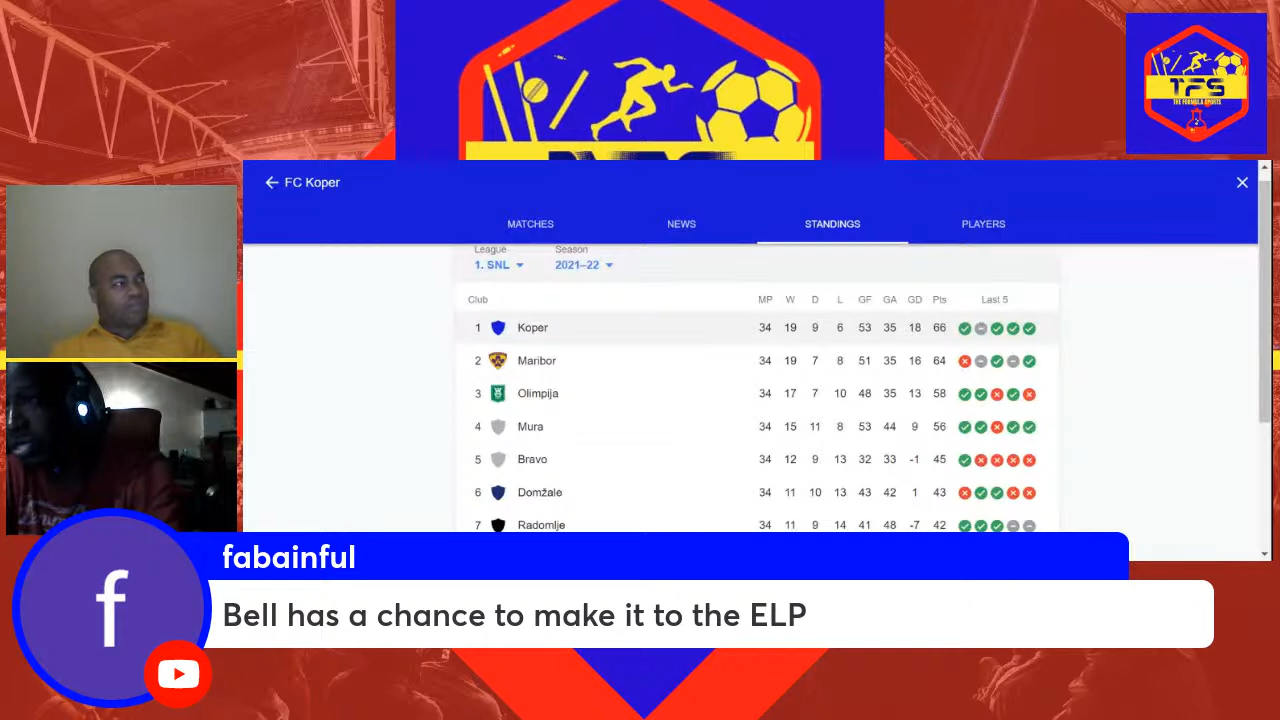 TFS
THE FORMULA SPORTS
FC Koper
MATCHES NEWS STANDINGS PLAYERS
League Season
1. SNL 2021–22
Club MP W D L GF GA GD Pts Last 5
1 Koper 34 19 9 6 53 35 18 66
2 Maribor 34 19 7 8 51 35 16 64
3 Olimpija 34 17 7 10 48 35 13 58
4 Mura 34 15 11 8 53 44 9 56
5 Bravo 34 12 9 13 32 33 -1 45
6 Domžale 34 11 10 13 43 42 1 43
7 Radomlje 34 11 9 14 41 48 -7 42
f
fabainful
Bell has a chance to make it to the ELP